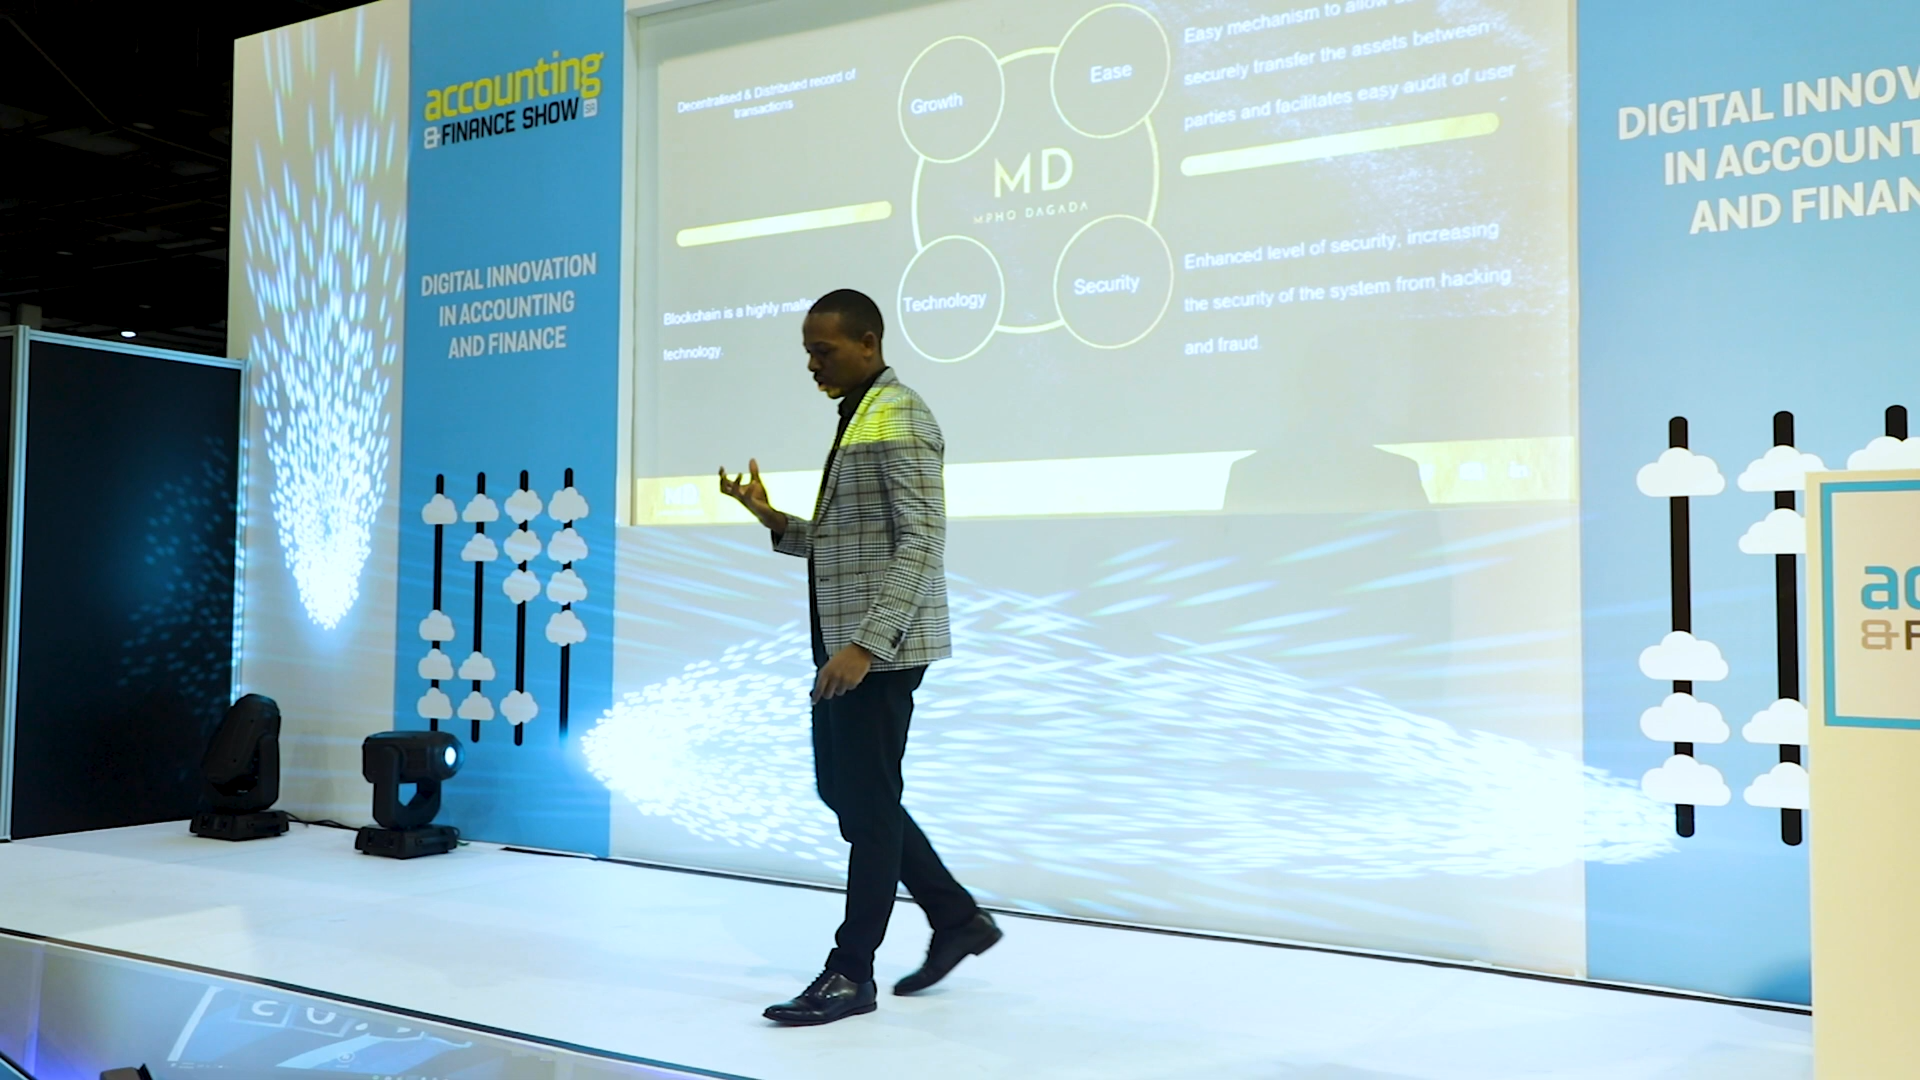 accounting
& FINANCE SHOW SA
DIGITAL INNOVATION
IN ACCOUNTING
AND FINANCE
Decentralised & Distributed record of
transactions
Growth
Ease
Easy mechanism to allow
securely transfer the assets between
parties and facilitates easy audit of user
MD
MPHO DAGADA
Blockchain is a highly
technology.
Technology
Security
Enhanced level of security, increasing
the security of the system from hacking
and fraud.
in
DIGITAL INNOV
IN ACCOUNT
AND FINAN
ac
& F